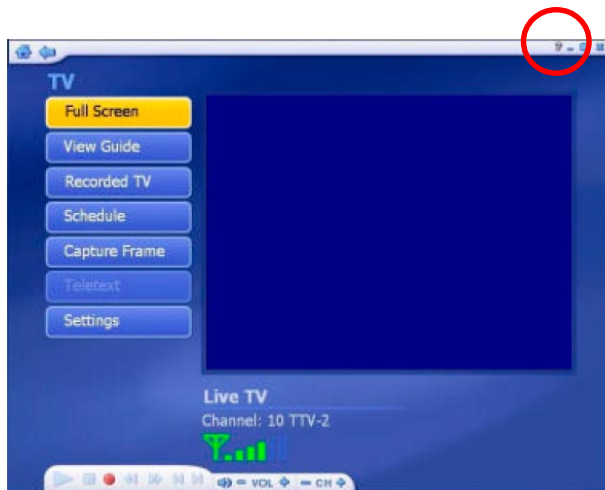 TV
Full Screen
View Guide
Recorded TV
Schedule
Capture Frame
Teletext
Settings
Live TV
Channel: 10 TTV-2
VOL
CH